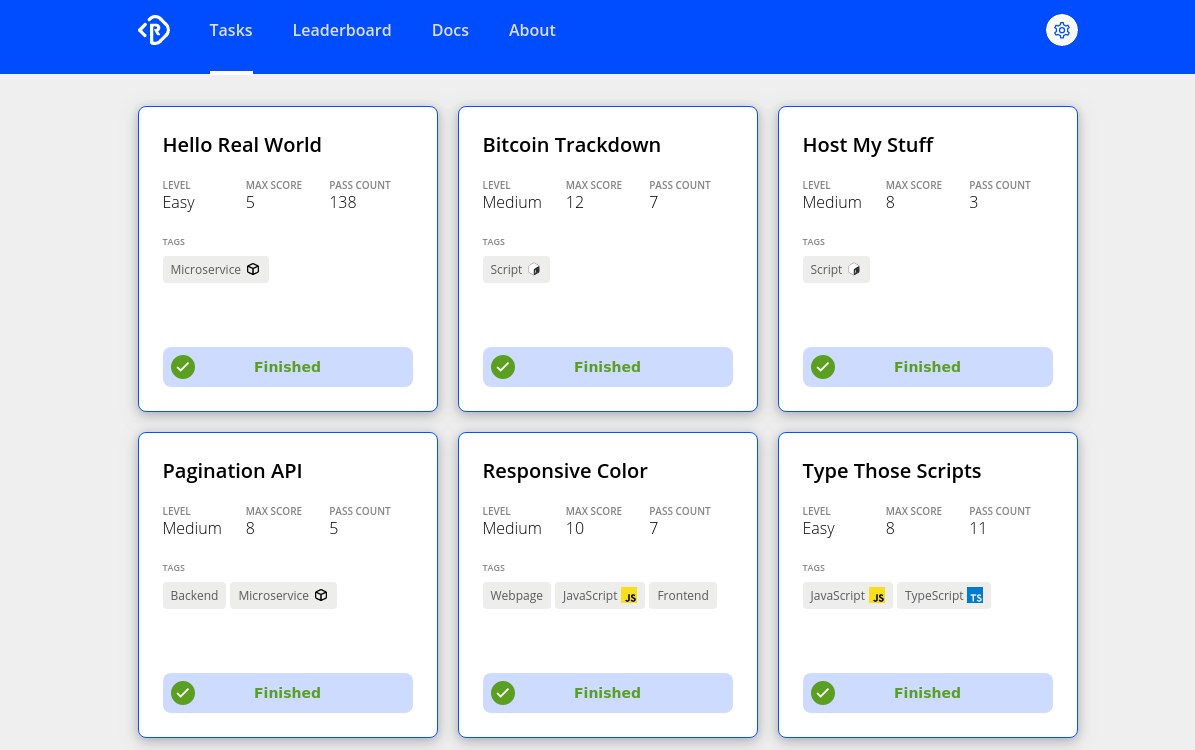 Tasks Leaderboard Docs About
Hello Real World
LEVEL MAX SCORE PASS COUNT
Easy 5 138
TAGS
Microservice
Finished
Bitcoin Trackdown
LEVEL MAX SCORE PASS COUNT
Medium 12 7
TAGS
Script
Finished
Host My Stuff
LEVEL MAX SCORE PASS COUNT
Medium 8 3
TAGS
Script
Finished
Pagination API
LEVEL MAX SCORE PASS COUNT
Medium 8 5
TAGS
Backend Microservice
Finished
Responsive Color
LEVEL MAX SCORE PASS COUNT
Medium 10 7
TAGS
Webpage JavaScript JS Frontend
Finished
Type Those Scripts
LEVEL MAX SCORE PASS COUNT
Easy 8 11
TAGS
JavaScript JS TypeScript TS
Finished